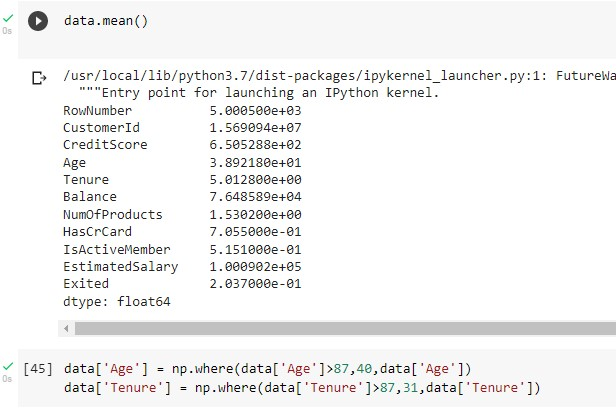 0s
data.mean()
/usr/local/lib/python3.7/dist-packages/ipykernel_launcher.py:1: FutureWa
"""Entry point for launching an IPython kernel.
RowNumber 5.000500e+03
CustomerId 1.569094e+07
CreditScore 6.505288e+02
Age 3.892180e+01
Tenure 5.012800e+00
Balance 7.648589e+04
NumOfProducts 1.530200e+00
HasCrCard 7.055000e-01
IsActiveMember 5.151000e-01
EstimatedSalary 1.000902e+05
Exited 2.037000e-01
dtype: float64
0s
[45] data['Age'] = np.where(data['Age']>87,40,data['Age'])
data['Tenure'] = np.where(data['Tenure']>87,31,data['Tenure'])